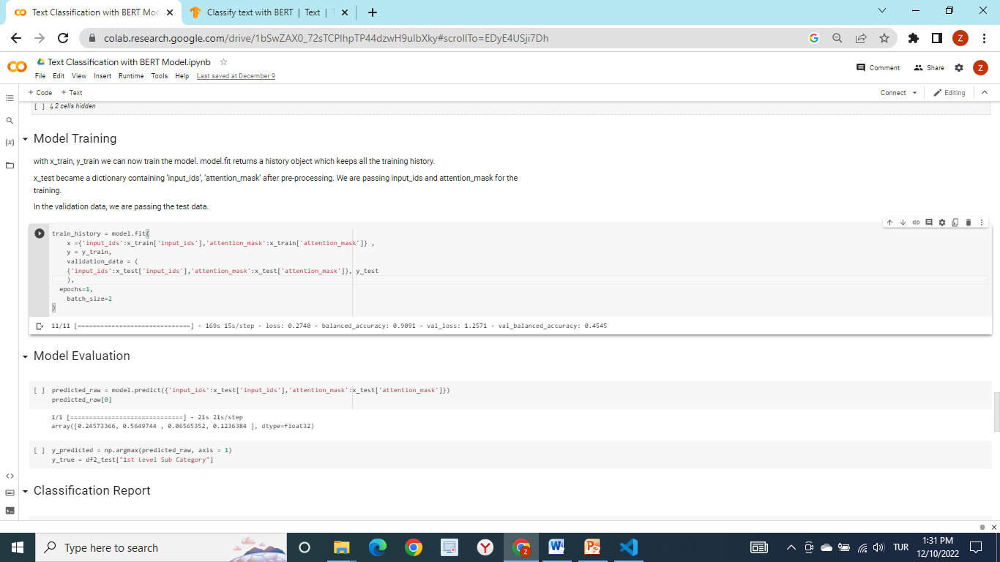 Text Classification with BERT Mod
Classify text with BERT | Text | T
colab.research.google.com/drive/1bSwZAX0_72sTCPIhpTP44dzwH9ulbXky#scrollTo=EDyE4USji7Dh
Z
Text Classification with BERT Model.ipynb
File Edit View Insert Runtime Tools Help Last saved at December 9
Comment Share Z
+ Code + Text
Connect Editing
[ ] ↳ 2 cells hidden
{x}
Model Training
with x_train, y_train we can now train the model. model.fit returns a history object which keeps all the training history.
x_test became a dictionary containing 'input_ids', 'attention_mask' after pre-processing. We are passing input_ids and attention_mask for the
training.
In the validation data, we are passing the test data.
train_history = model.fit(
x ={'input_ids':x_train['input_ids'],'attention_mask':x_train['attention_mask']} ,
y = y_train,
validation_data = (
{'input_ids':x_test['input_ids'],'attention_mask':x_test['attention_mask']}, y_test
),
epochs=1,
batch_size=2
)
11/11 [==============================] - 169s 15s/step - loss: 0.2740 - balanced_accuracy: 0.9091 - val_loss: 1.2571 - val_balanced_accuracy: 0.4545
Model Evaluation
[ ] predicted_raw = model.predict({'input_ids':x_test['input_ids'],'attention_mask':x_test['attention_mask']})
predicted_raw[0]
1/1 [==============================] - 21s 21s/step
array([0.24573366, 0.5649744 , 0.06565352, 0.1236384 ], dtype=float32)
[ ] y_predicted = np.argmax(predicted_raw, axis = 1)
y_true = df2_test["1st Level Sub Category"]
Classification Report
Type here to search
TUR
1:31 PM
12/10/2022